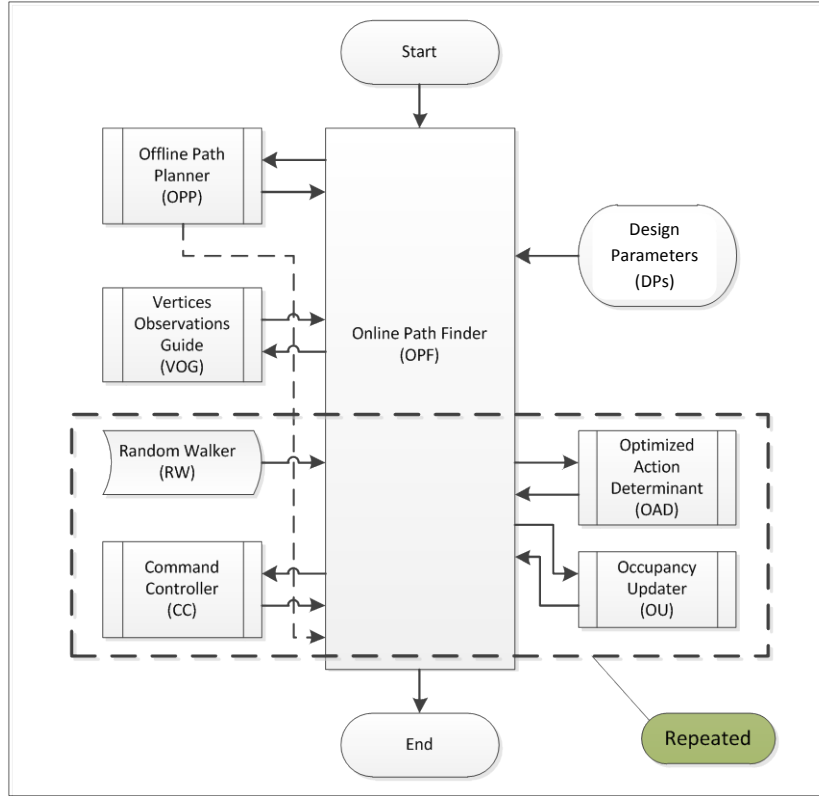 Start
Offline Path
Planner
(OPP)
Design
Parameters
(DPs)
Vertices
Observations
Guide
(VOG)
Online Path Finder
(OPF)
Random Walker
(RW)
Optimized
Action
Determinant
(OAD)
Command
Controller
(CC)
Occupancy
Updater
(OU)
End
Repeated